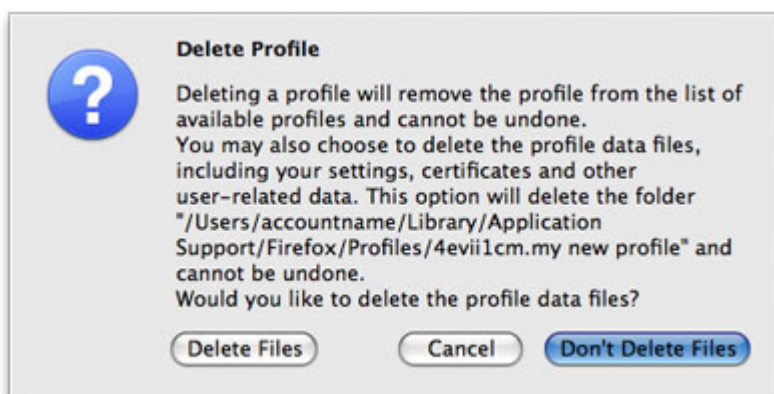 Delete Profile
Deleting a profile will remove the profile from the list of
available profiles and cannot be undone.
You may also choose to delete the profile data files,
including your settings, certificates and other
user-related data. This option will delete the folder
"/Users/accountname/Library/Application
Support/Firefox/Profiles/4evii1cm.my new profile" and
cannot be undone.
Would you like to delete the profile data files?
Delete Files Cancel Don't Delete Files